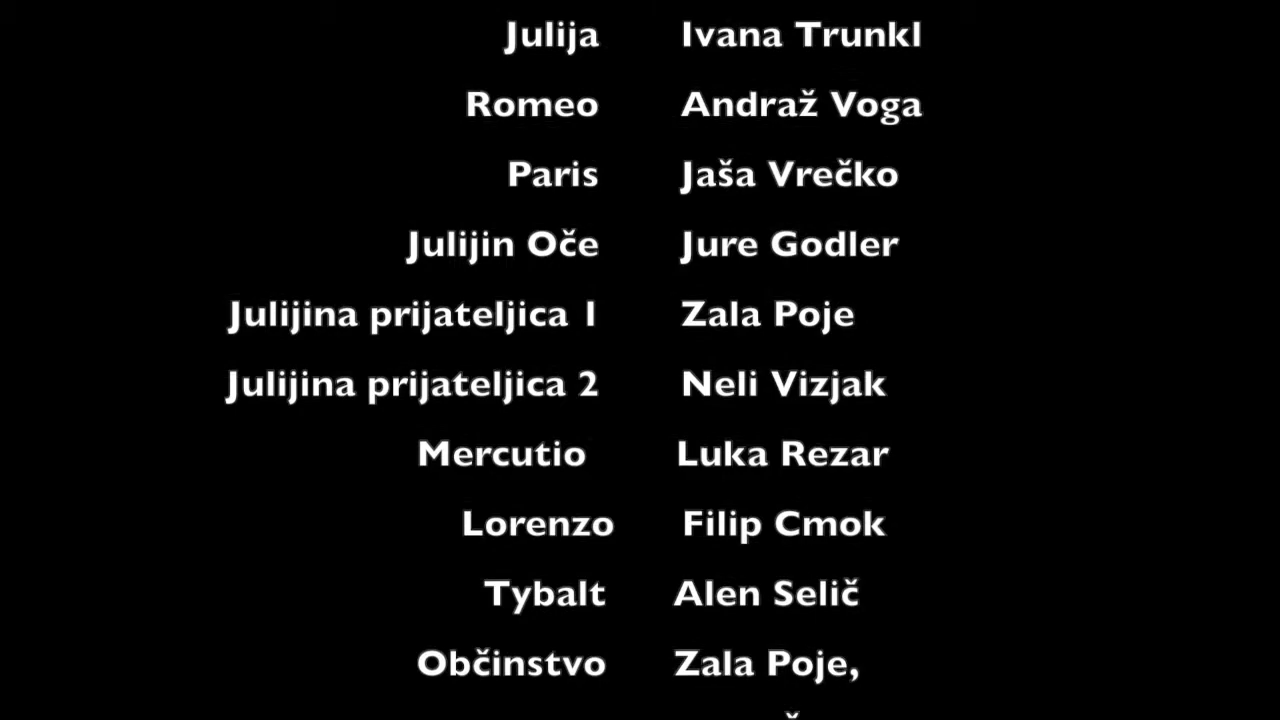 Julija Ivana Trunkl
Romeo Andraž Voga
Paris Jaša Vrečko
Julijin Oče Jure Godler
Julijina prijateljica 1 Zala Poje
Julijina prijateljica 2 Neli Vizjak
Mercutio Luka Rezar
Lorenzo Filip Cmok
Tybalt Alen Selič
Občinstvo Zala Poje,